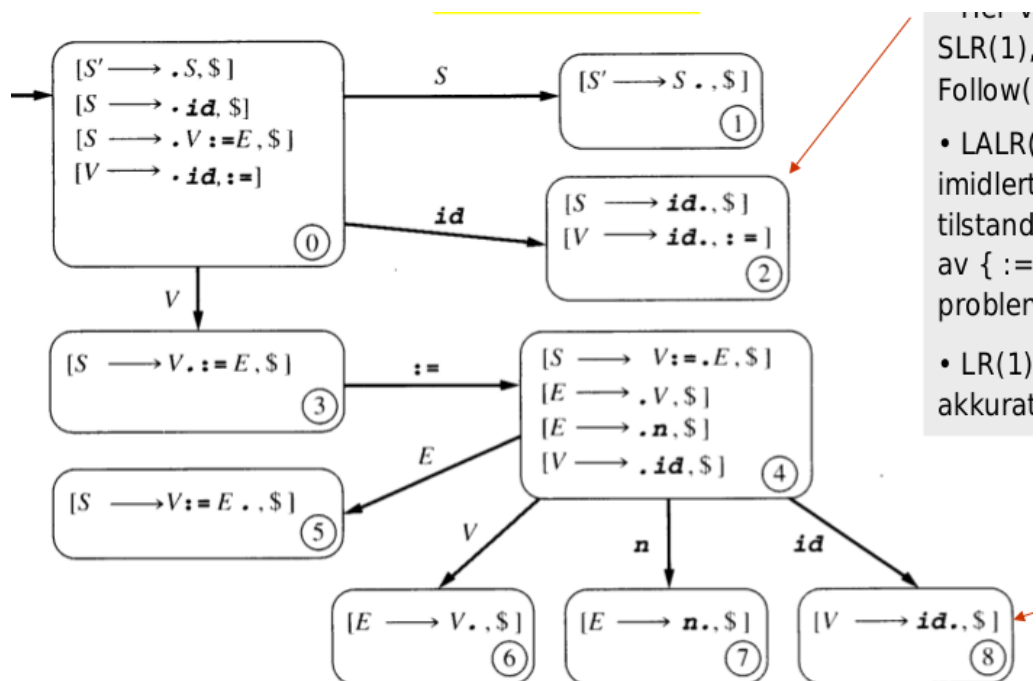 [S' ⟶ .S, $]
[S ⟶ .id, $]
[S ⟶ .V:=E, $]
[V ⟶ .id, :=]
0
S
[S' ⟶ S., $]
1
id
[S ⟶ id., $]
[V ⟶ id., :=]
2
V
[S ⟶ V.:=E, $]
3
:=
[S ⟶ V:=.E, $]
[E ⟶ .V, $]
[E ⟶ .n, $]
[V ⟶ .id, $]
4
E
[S ⟶ V:=E., $]
5
V
n
id
[E ⟶ V., $]
6
[E ⟶ n., $]
7
[V ⟶ id., $]
8
SLR(1),
Follow(
• LALR(
imidlert
tilstand
av { :=
problem
• LR(1)
akkurat